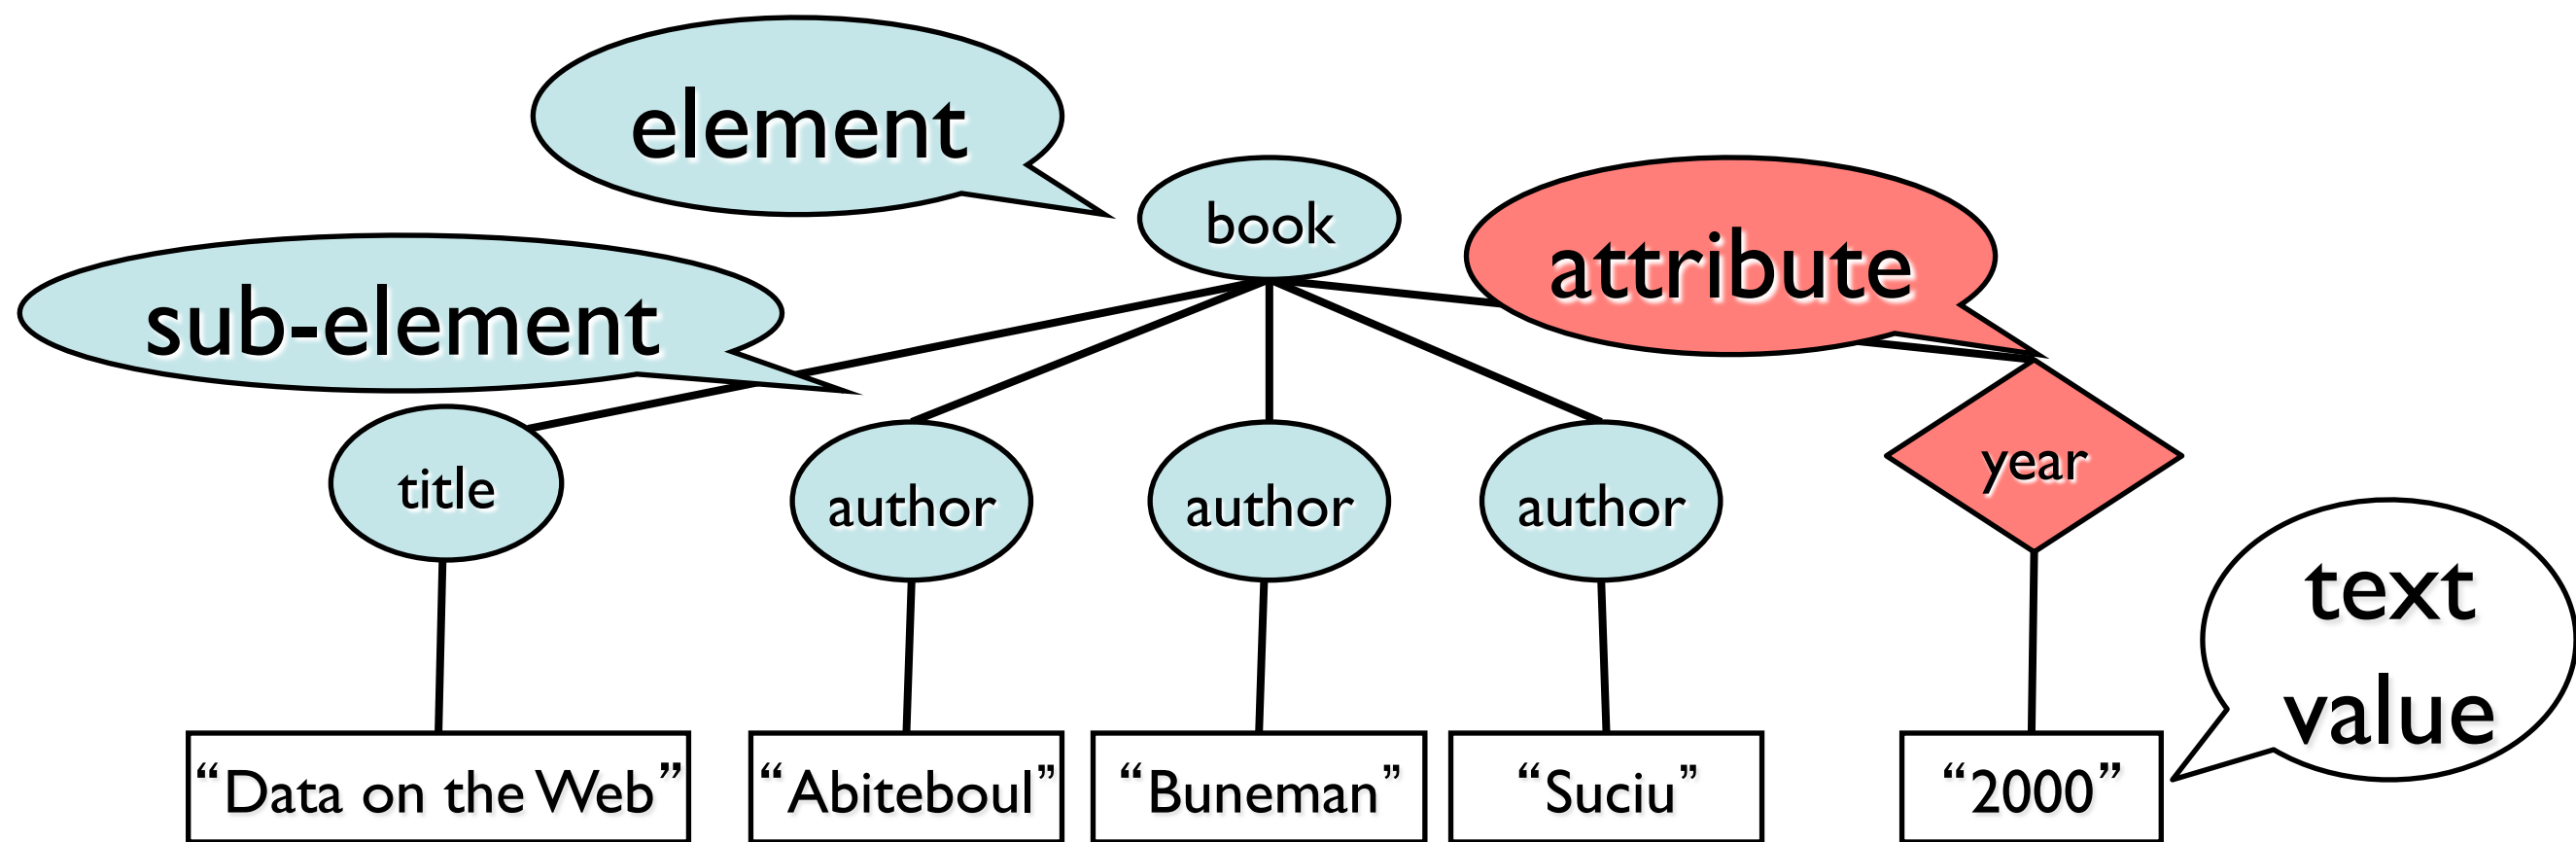 element
book
attribute
sub-element
title
author
author
author
year
text
value
“Data on the Web”
“Abiteboul”
“Buneman”
“Suciu”
“2000”